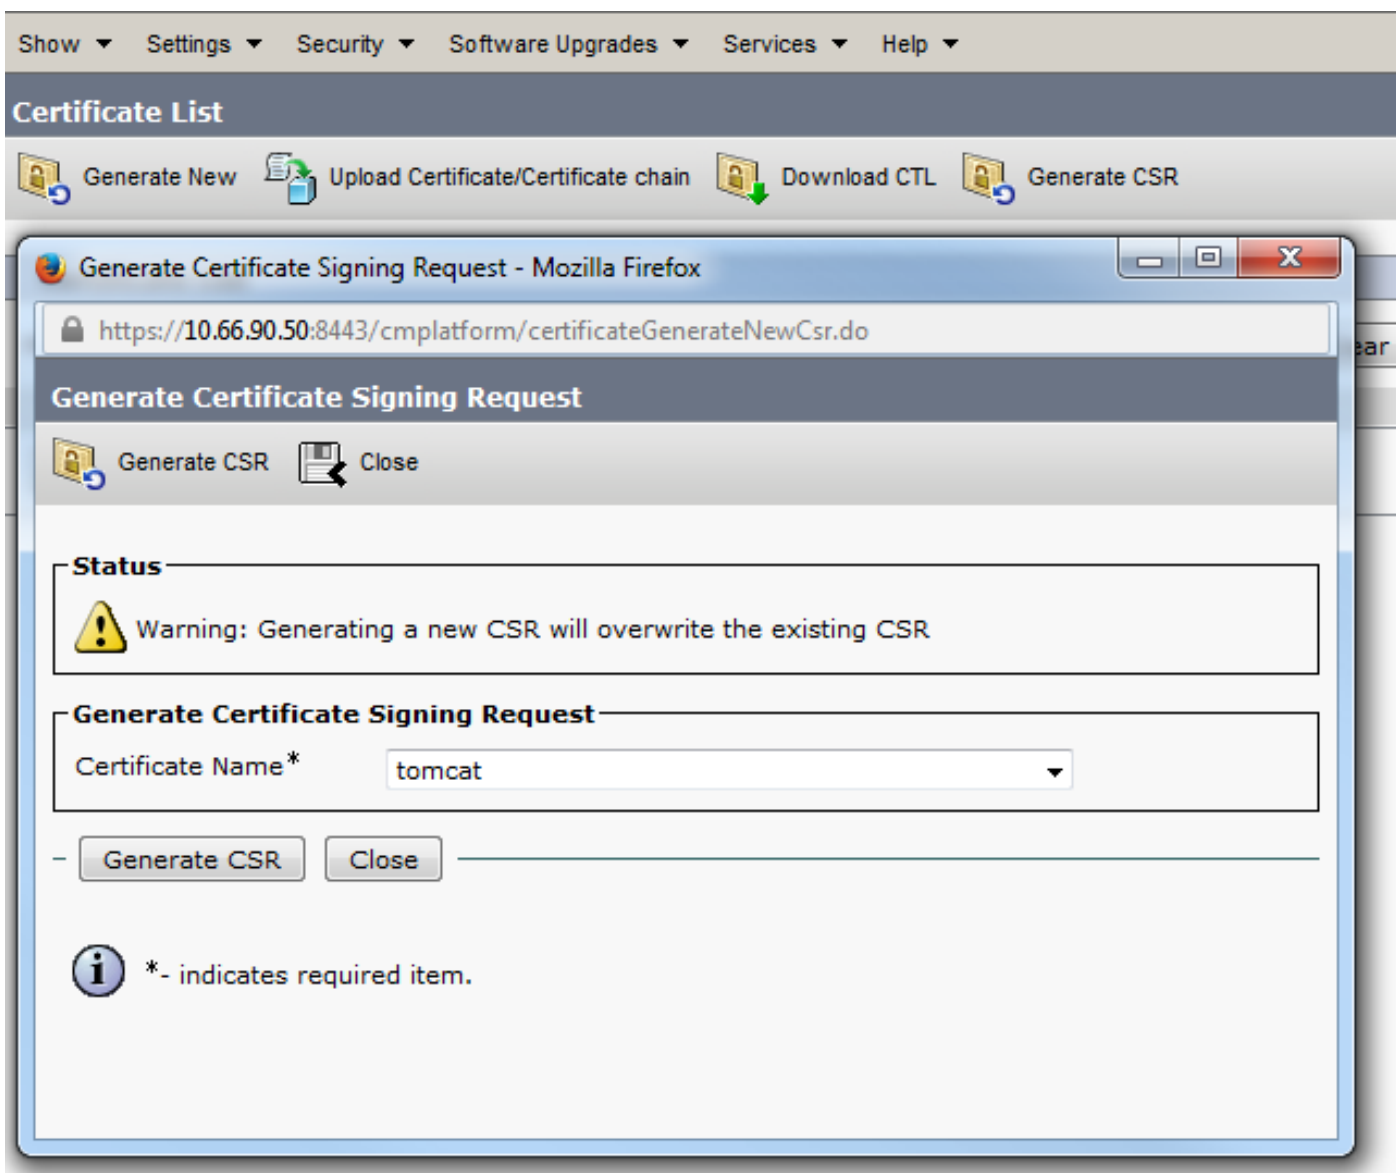 Show Settings Security Software Upgrades Services Help
Certificate List
Generate New Upload Certificate/Certificate chain Download CTL Generate CSR
Generate Certificate Signing Request - Mozilla Firefox
https://10.66.90.50:8443/cmplatform/certificateGenerateNewCsr.do
Generate Certificate Signing Request
Generate CSR Close
Status
Warning: Generating a new CSR will overwrite the existing CSR
Generate Certificate Signing Request
Certificate Name* tomcat
Generate CSR Close
*- indicates required item.